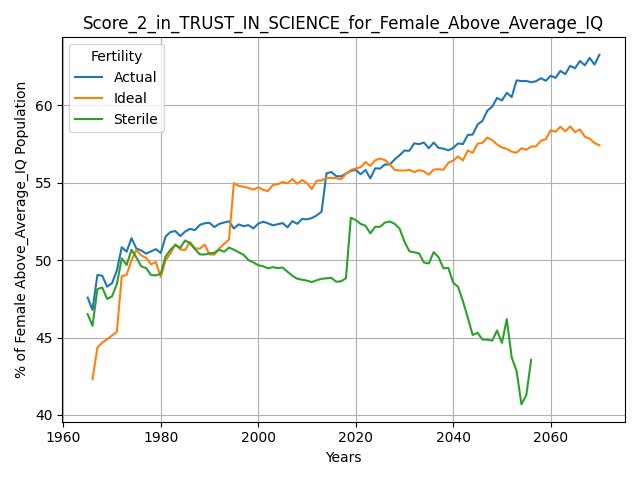 Score_2_in_TRUST_IN_SCIENCE_for_Female_Above_Average_IQ
Fertility
Actual
Ideal
Sterile
% of Female Above_Average_IQ Population
60
55
50
45
40
1960
1980
2000
2020
2040
2060
Years